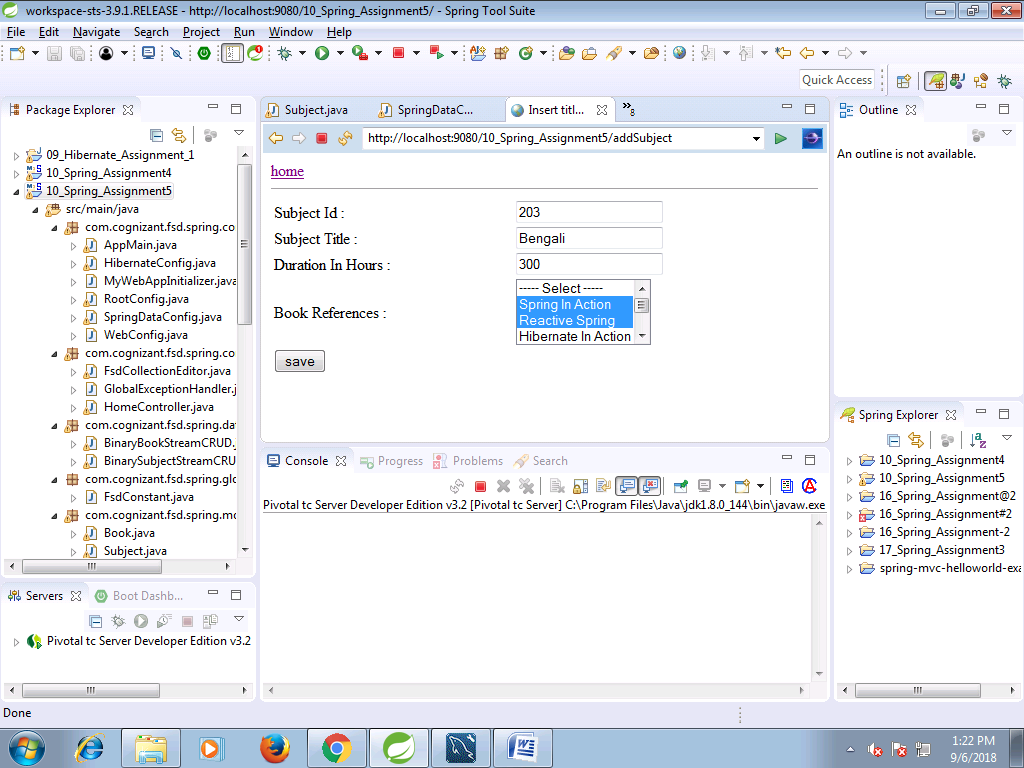 workspace-sts-3.9.1.RELEASE - http://localhost:9080/10_Spring_Assignment5/ - Spring Tool Suite
File Edit Navigate Search Project Run Window Help
Quick Access
Package Explorer
09_Hibernate_Assignment_1
10_Spring_Assignment4
10_Spring_Assignment5
src/main/java
com.cognizant.fsd.spring.co
AppMain.java
HibernateConfig.java
MyWebAppInitializer.java
RootConfig.java
SpringDataConfig.java
WebConfig.java
com.cognizant.fsd.spring.co
FsdCollectionEditor.java
GlobalExceptionHandler.j
HomeController.java
com.cognizant.fsd.spring.da
BinaryBookStreamCRUD.
BinarySubjectStreamCRU
com.cognizant.fsd.spring.glo
FsdConstant.java
com.cognizant.fsd.spring.mo
Book.java
Subject.java
Servers Boot Dashb...
Pivotal tc Server Developer Edition v3.2
Subject.java SpringDataC... Insert titl... »8
http://localhost:9080/10_Spring_Assignment5/addSubject
home
Subject Id : 203
Subject Title : Bengali
Duration In Hours : 300
Book References :
----- Select -----
Spring In Action
Reactive Spring
Hibernate In Action
save
Console Progress Problems Search
Pivotal tc Server Developer Edition v3.2 [Pivotal tc Server] C:\Program Files\Java\jdk1.8.0_144\bin\javaw.exe
Outline
An outline is not available.
Spring Explorer
10_Spring_Assignment4
10_Spring_Assignment5
16_Spring_Assignment@2
16_Spring_Assignment#2
16_Spring_Assignment-2
17_Spring_Assignment3
spring-mvc-helloworld-exa
Done
1:22 PM
9/6/2018